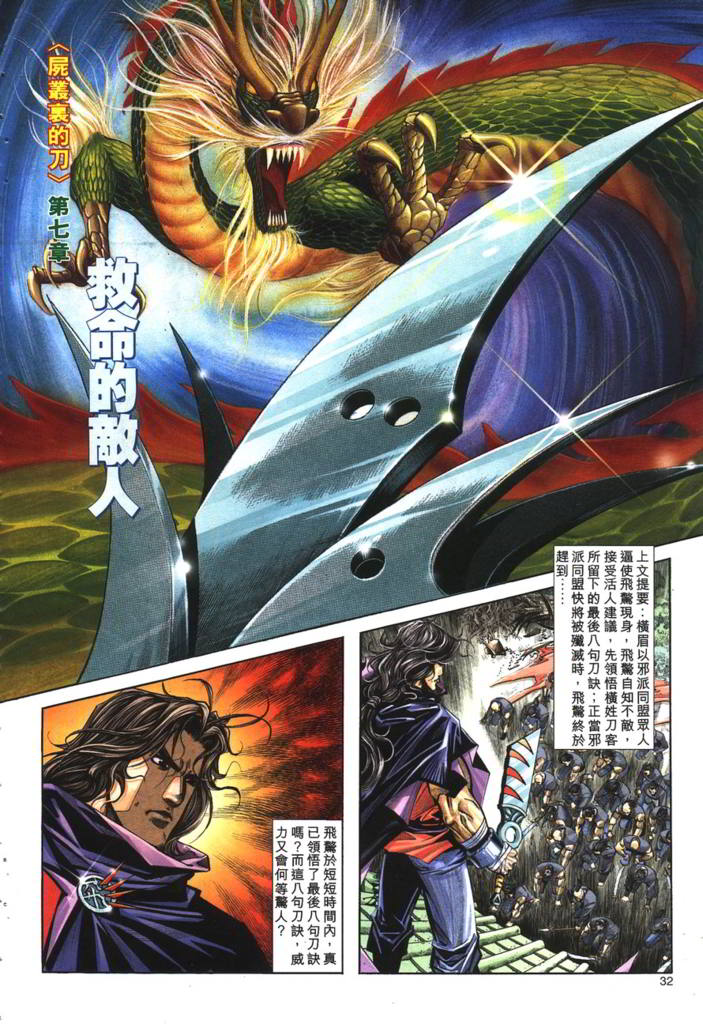 《屍叢裏的刀》第七章
救命的敵人
上文提要：橫眉以邪派同盟眾人
逼使飛鷲現身，飛鷲自知不敵，
接受活人建議，先領悟橫姓刀客
所留下的最後八句刀訣；正當邪
派同盟快將被殲滅時，飛鷲終於
趕到……
飛鷲於短短時間內，真
已領悟了最後八句刀訣
嗎？而這八句刀訣，威
力又會何等驚人？
32